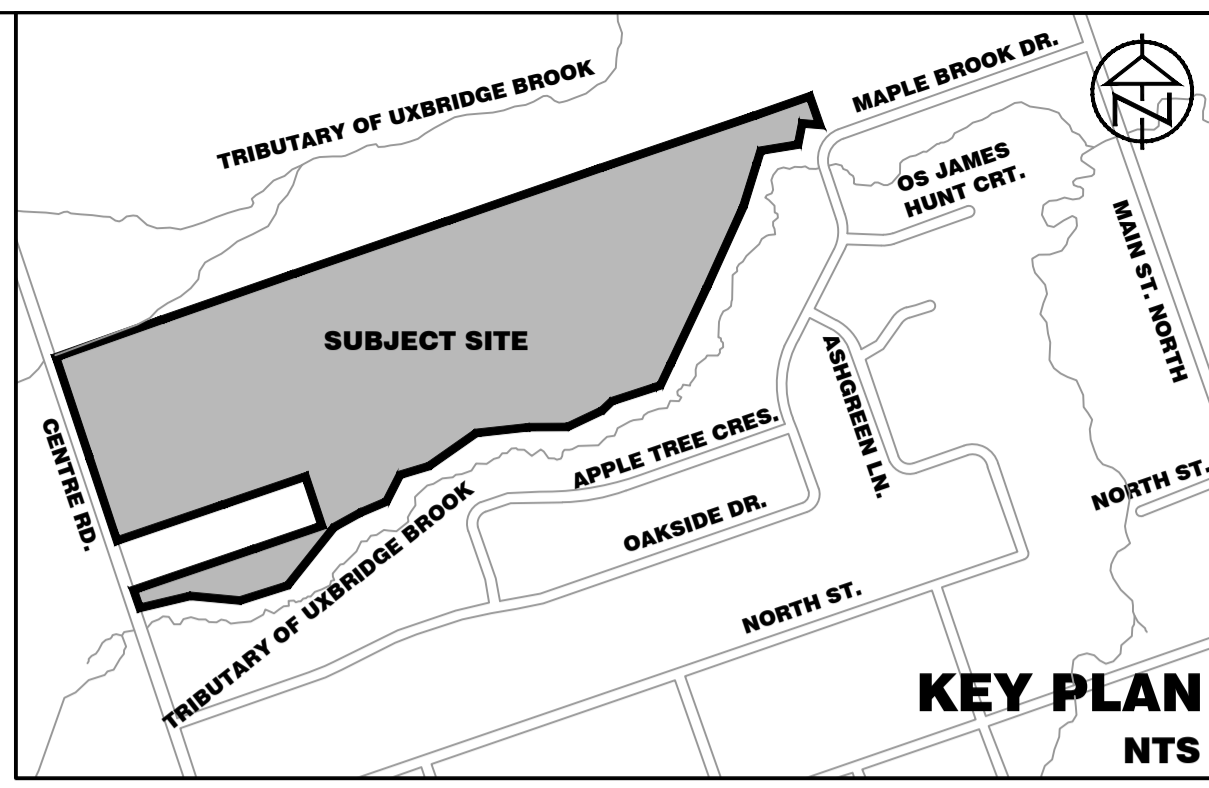 TRIBUTARY OF UXBRIDGE BROOK
MAPLE BROOK DR.
N
OS JAMES
HUNT CRT.
MAIN ST. NORTH
SUBJECT SITE
ASHGREEN LN.
CENTRE RD.
APPLE TREE CRES.
NORTH ST.
OAKSIDE DR.
TRIBUTARY OF UXBRIDGE BROOK
NORTH ST.
KEY PLAN
NTS